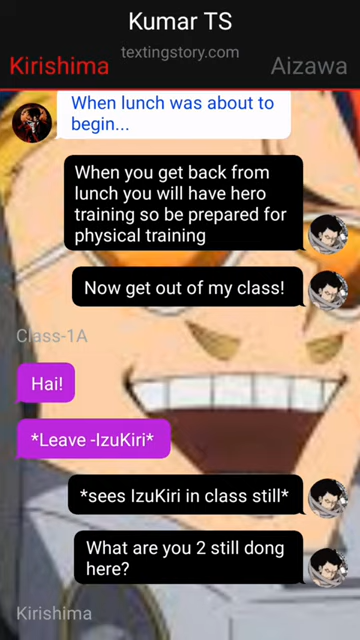 Kumar TS
textingstory.com
Kirishima
Aizawa
When lunch was about to
begin...
When you get back from
lunch you will have hero
training so be prepared for
physical training
Now get out of my class!
Class-1A
Hai!
*Leave -IzuKiri*
*sees IzuKiri in class still*
What are you 2 still dong
here?
Kirishima